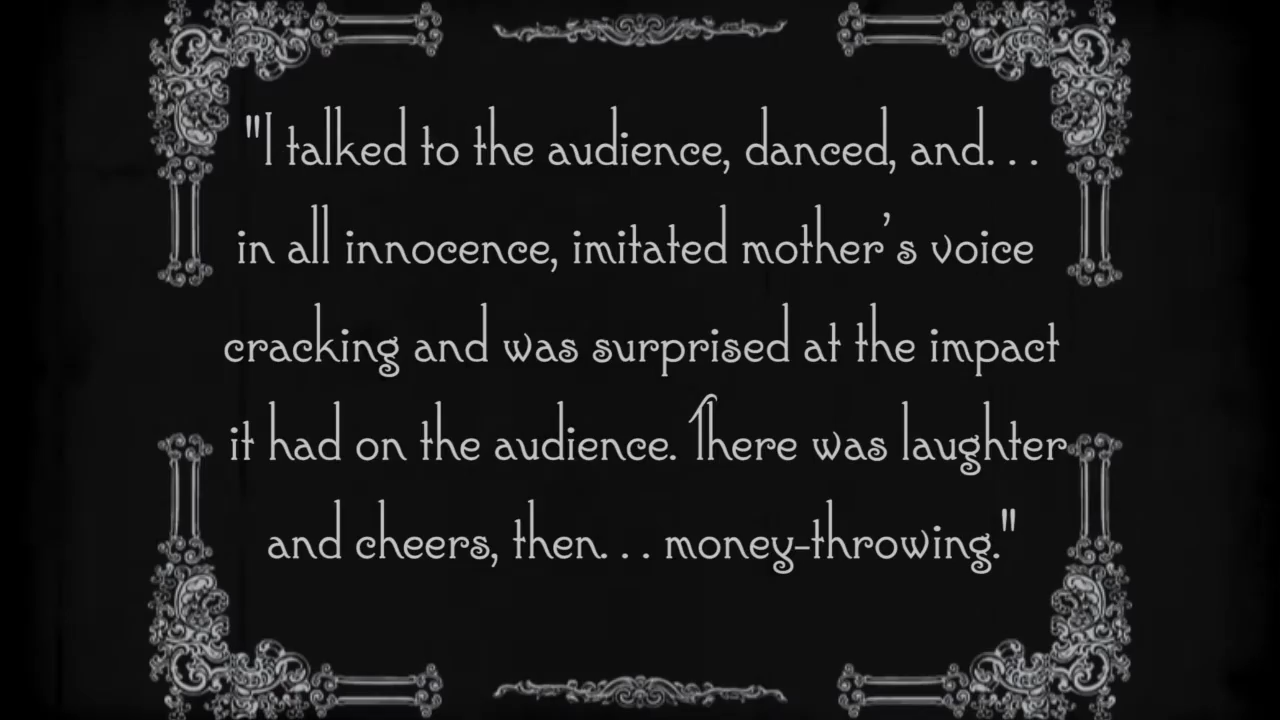 "I talked to the audience, danced, and. . .
in all innocence, imitated mother's voice
cracking and was surprised at the impact
it had on the audience. There was laughter
and cheers, then. . . money-throwing."